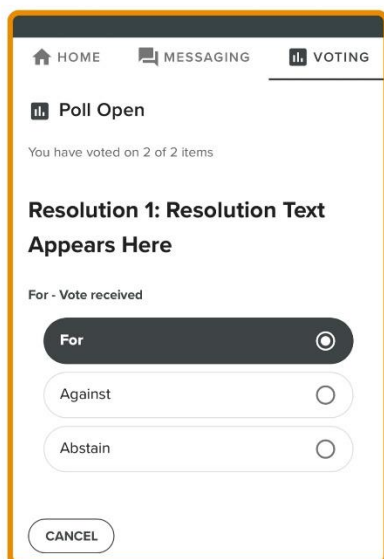 HOME MESSAGING VOTING
Poll Open
You have voted on 2 of 2 items
Resolution 1: Resolution Text
Appears Here
For - Vote received
For
Against
Abstain
CANCEL